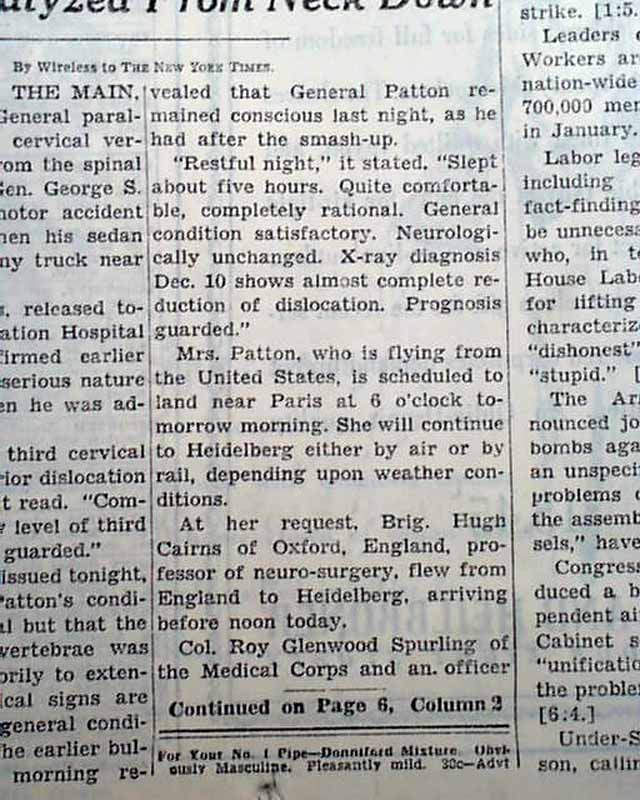 alyzed From Neck Down
By Wireless to THE NEW YORK TIMES.
THE MAIN,
General paral-
cervical ver-
rom the spinal
Gen. George S.
motor accident
hen his sedan
ny truck near
s, released to-
ation Hospital
firmed earlier
serious nature
en he was ad-
third cervical
rior dislocation
t read. “Com-
level of third
guarded.”
issued tonight,
Patton's condi-
al but that the
vertebrae was
orily to exten-
ical signs are
general condi-
he earlier bul-
morning re-
vealed that General Patton re-
mained conscious last night, as he
had after the smash-up.
“Restful night,” it stated. “Slept
about five hours. Quite comforta-
ble, completely rational. General
condition satisfactory. Neurologi-
cally unchanged. X-ray diagnosis
Dec. 10 shows almost complete re-
duction of dislocation. Prognosis
guarded.”
Mrs. Patton, who is flying from
the United States, is scheduled to
land near Paris at 6 o'clock to-
morrow morning. She will continue
to Heidelberg either by air or by
rail, depending upon weather con-
ditions.
At her request, Brig. Hugh
Cairns of Oxford, England, pro-
fessor of neuro-surgery, flew from
England to Heidelberg, arriving
before noon today.
Col. Roy Glenwood Spurling of
the Medical Corps and an officer
Continued on Page 6, Column 2
For Your No. 1 Pipe—Donniford Mixture. Obvi-
ously Masculine. Pleasantly mild. 30c—Advt
strike. [1:5.
Leaders o
Workers ar
nation-wide
700,000 mem
in January.
Labor leg
including
fact-finding
be unnecess
who, in te
House Lab
for lifting
characterize
“dishonest”
“stupid.” [
The Ar
nounced jo
bombs aga
an unspeci
problems o
the assemb
sels,” have
Congress
duced a b
pendent ai
Cabinet s
“unificatio
the proble
[6:4.]
Under-S
son, callin